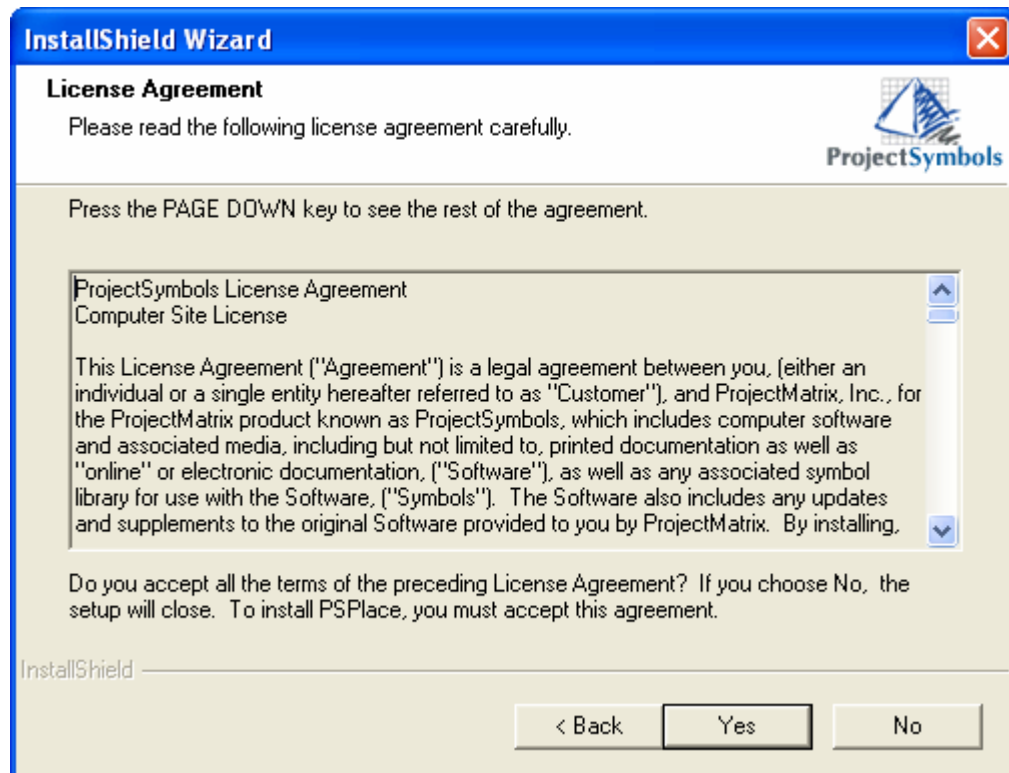 InstallShield Wizard
License Agreement
Please read the following license agreement carefully.
ProjectSymbols
Press the PAGE DOWN key to see the rest of the agreement.
ProjectSymbols License Agreement
Computer Site License
This License Agreement ("Agreement") is a legal agreement between you, (either an
individual or a single entity hereafter referred to as "Customer"), and ProjectMatrix, Inc., for
the ProjectMatrix product known as ProjectSymbols, which includes computer software
and associated media, including but not limited to, printed documentation as well as
"online" or electronic documentation, ("Software"), as well as any associated symbol
library for use with the Software, ("Symbols").  The Software also includes any updates
and supplements to the original Software provided to you by ProjectMatrix.  By installing,
Do you accept all the terms of the preceding License Agreement?  If you choose No,  the
setup will close.  To install PSPlace, you must accept this agreement.
InstallShield
< Back
Yes
No